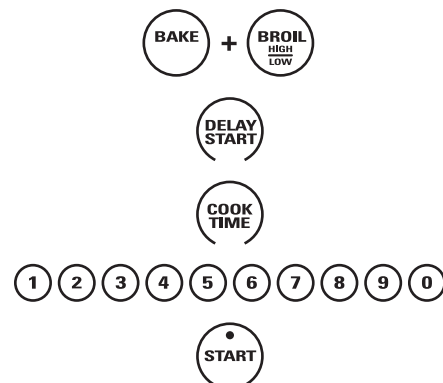 BAKE + BROIL
HIGH
LOW
DELAY
START
COOK
TIME
1 2 3 4 5 6 7 8 9 0
START